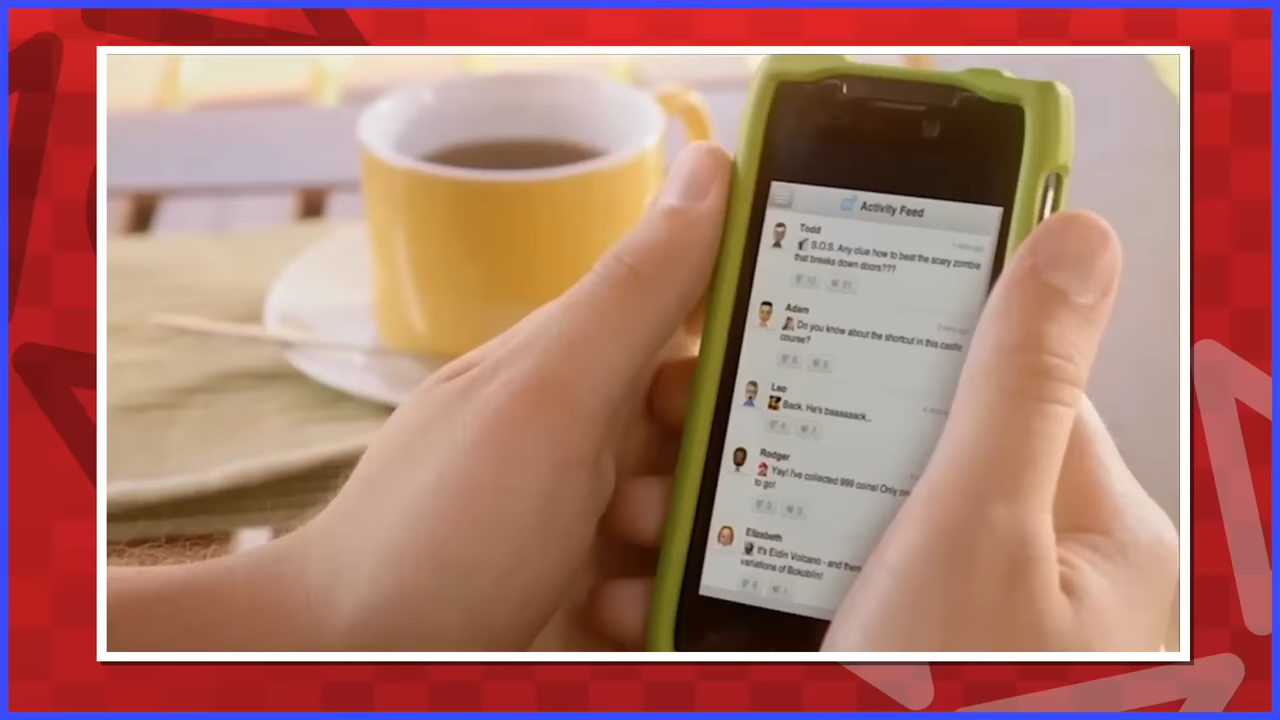 Activity Feed
Todd
S.O.S. Any clue how to beat the scary zombie
that breaks down doors???
12 21
Adam
Do you know about the shortcut in this castle
course?
Leo
Back. He's baaaaaack...
Rodger
Yay! I've collected 999 coins! Only
to go!
Elizabeth
It's Eldin Volcano - and
variations of Bokoblin!